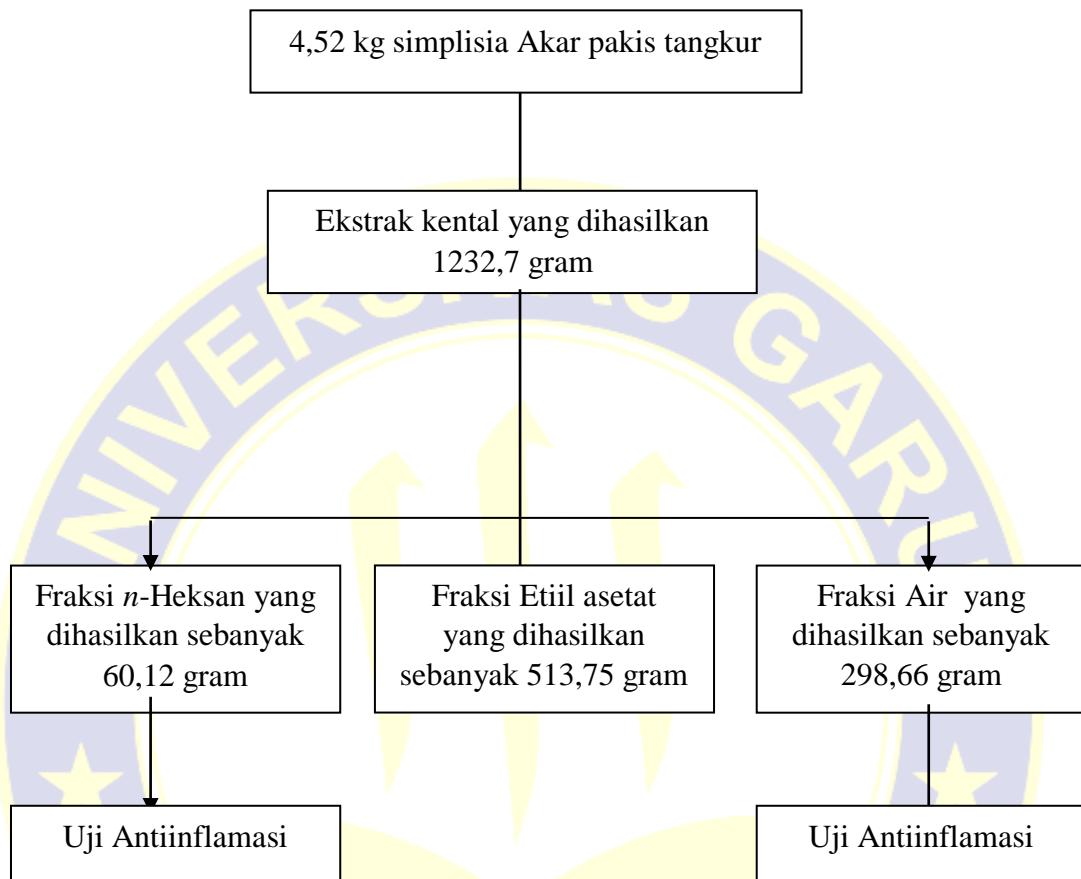 4,52 kg simplisia Akar pakis tangkur
Ekstrak kental yang dihasilkan
1232,7 gram
Fraksi n-Heksan yang
dihasilkan sebanyak
60,12 gram
Fraksi Etiil asetat
yang dihasilkan
sebanyak 513,75 gram
Fraksi Air yang
dihasilkan sebanyak
298,66 gram
Uji Antiinflamasi
Uji Antiinflamasi